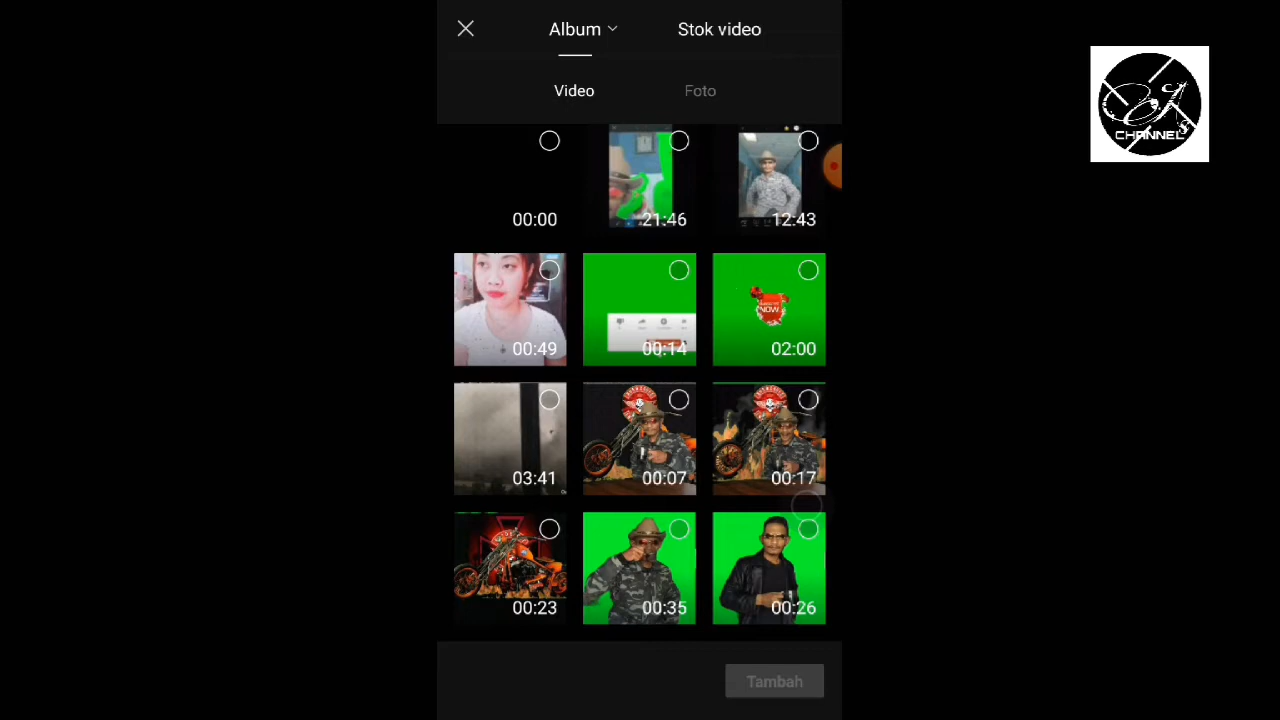 Album
Stok video
Video
Foto
00:00
21:46
12:43
00:49
00:14
02:00
NOW
03:41
00:07
00:17
00:23
00:35
00:26
Tambah
CHANNEL